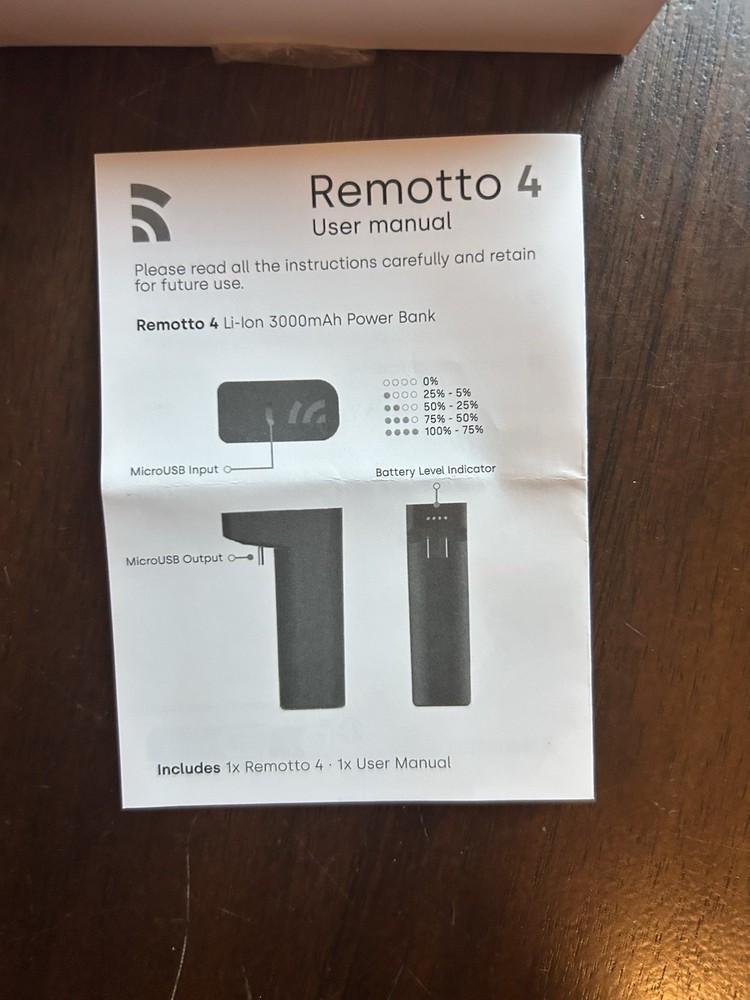 Remotto 4
User manual
Please read all the instructions carefully and retain
for future use.
Remotto 4 Li-Ion 3000mAh Power Bank
0%
25% - 5%
50% - 25%
75% - 50%
100% - 75%
MicroUSB Input
Battery Level Indicator
MicroUSB Output
Includes 1x Remotto 4 · 1x User Manual